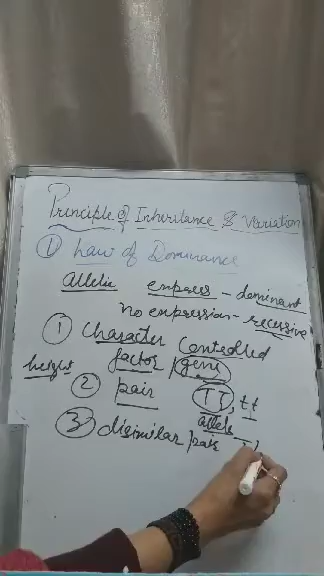 Principle of Inheritance & Variation
① Law of Dominance
Allelic express - dominant
No expression - recessive
① Character Controlled
height factor / gene
② pair TT, tt
allele
③ disimilar pair